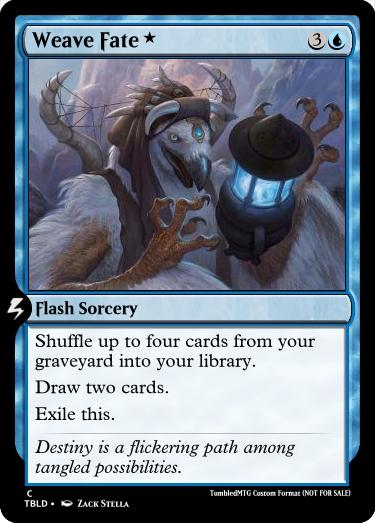 Weave Fate ★ 3
Flash Sorcery
Shuffle up to four cards from your
graveyard into your library.
Draw two cards.
Exile this.
Destiny is a flickering path among
tangled possibilities.
C TumbledMTG Custom Format (NOT FOR SALE)
TBLD • Zack Stella